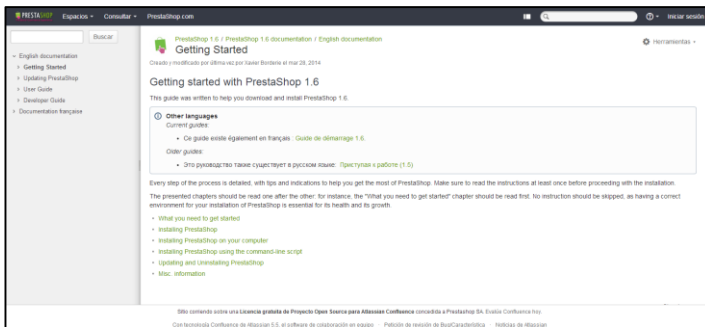 PRESTASHOP Espacios Consultar PrestaShop.com Iniciar sesión
Buscar
English documentation
Getting Started
Updating PrestaShop
User Guide
Developer Guide
Documentation française
PrestaShop 1.6 / PrestaShop 1.6 documentation / English documentation
Getting Started
Herramientas
Creado y modificado por última vez por Xavier Borderie el mar 28, 2014
Getting started with PrestaShop 1.6
This guide was written to help you download and install PrestaShop 1.6.
Other languages
Current guides:
Ce guide existe également en français : Guide de démarrage 1.6.
Older guides:
Это руководство также существует в русском языке: Приступая к работе (1.5)
Every step of the process is detailed, with tips and indications to help you get the most of PrestaShop. Make sure to read the instructions at least once before proceeding with the installation.
The presented chapters should be read one after the other: for instance, the "What you need to get started" chapter should be read first. No instruction should be skipped, as having a correct
environment for your installation of PrestaShop is essential for its health and its growth.
What you need to get started
Installing PrestaShop
Installing PrestaShop on your computer
Installing PrestaShop using the command-line script
Updating and Uninstalling PrestaShop
Misc. information
Sitio contenido sobre una Licencia gratuita de Proyecto Open Source para Atlassian Confluence concedida a Prestashop SA. Evalúe Confluence hoy.
Con tecnología Confluence de Atlassian 5.5, el software de colaboración en equipo · Petición de revisión de Bug/Característica · Noticias de Atlassian